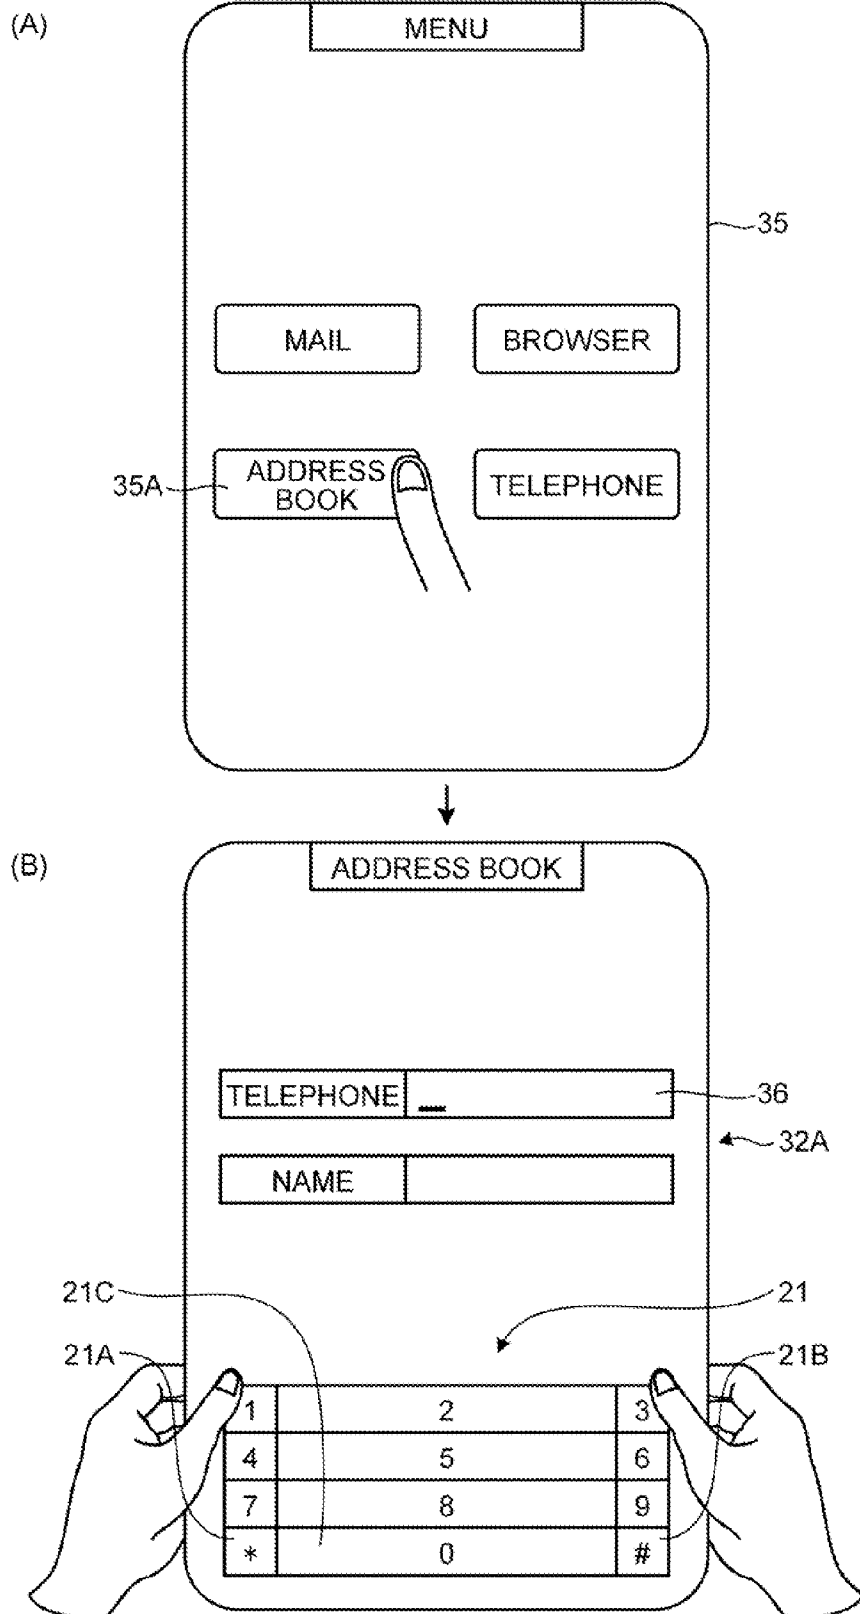 (A)
MENU
35
MAIL BROWSER
35A ADDRESS BOOK TELEPHONE
(B)
ADDRESS BOOK
TELEPHONE 36
32A
NAME
21C 21
21A 21B
1 2 3
4 5 6
7 8 9
* 0 #